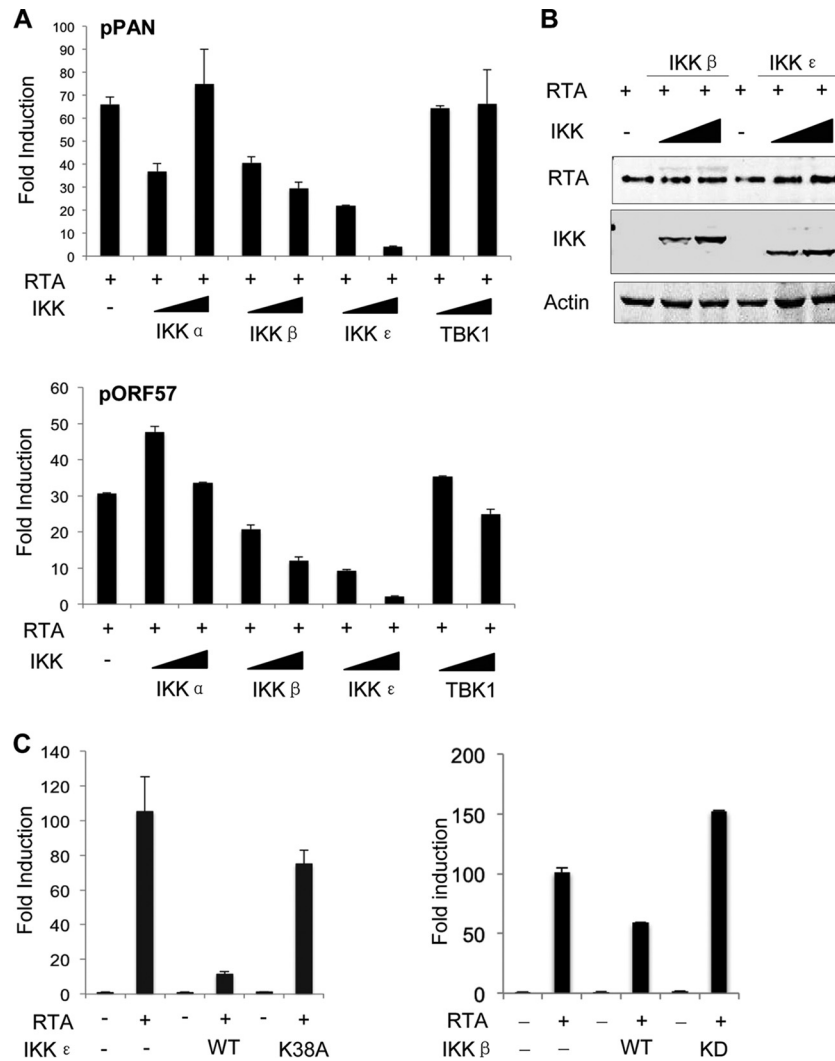 A
pPAN
Fold Induction
100
90
80
70
60
50
40
30
20
10
0
RTA + + + + + + + + +
IKK -
IKK α IKK β IKK ε TBK1
B
IKK β IKK ε
RTA + + + + + +
IKK - -
RTA
IKK
Actin
pORF57
Fold Induction
60
50
40
30
20
10
0
RTA + + + + + + + + +
IKK -
IKK α IKK β IKK ε TBK1
C
Fold Induction
140
120
100
80
60
40
20
0
RTA - + - + - +
IKK ε - - WT K38A
Fold induction
200
150
100
50
0
RTA – + – + – +
IKK β – – WT KD